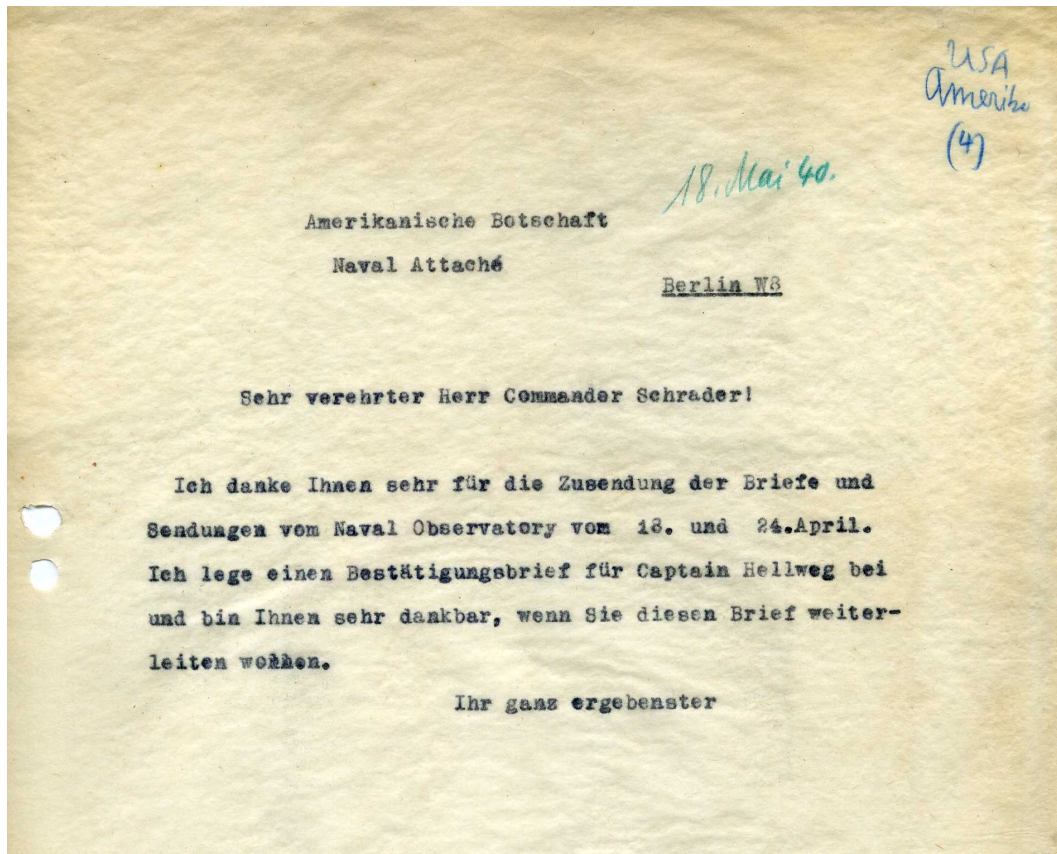 USA
Amerika
(4)
18. Mai 40.
Amerikanische Botschaft
Naval Attaché
Berlin W8
Sehr verehrter Herr Commander Schrader!
Ich danke Ihnen sehr für die Zusendung der Briefe und
Sendungen vom Naval Observatory vom 18. und 24.April.
Ich lege einen Bestätigungsbrief für Captain Hellweg bei
und bin Ihnen sehr dankbar, wenn Sie diesen Brief weiter-
leiten
Ihr ganz ergebenster